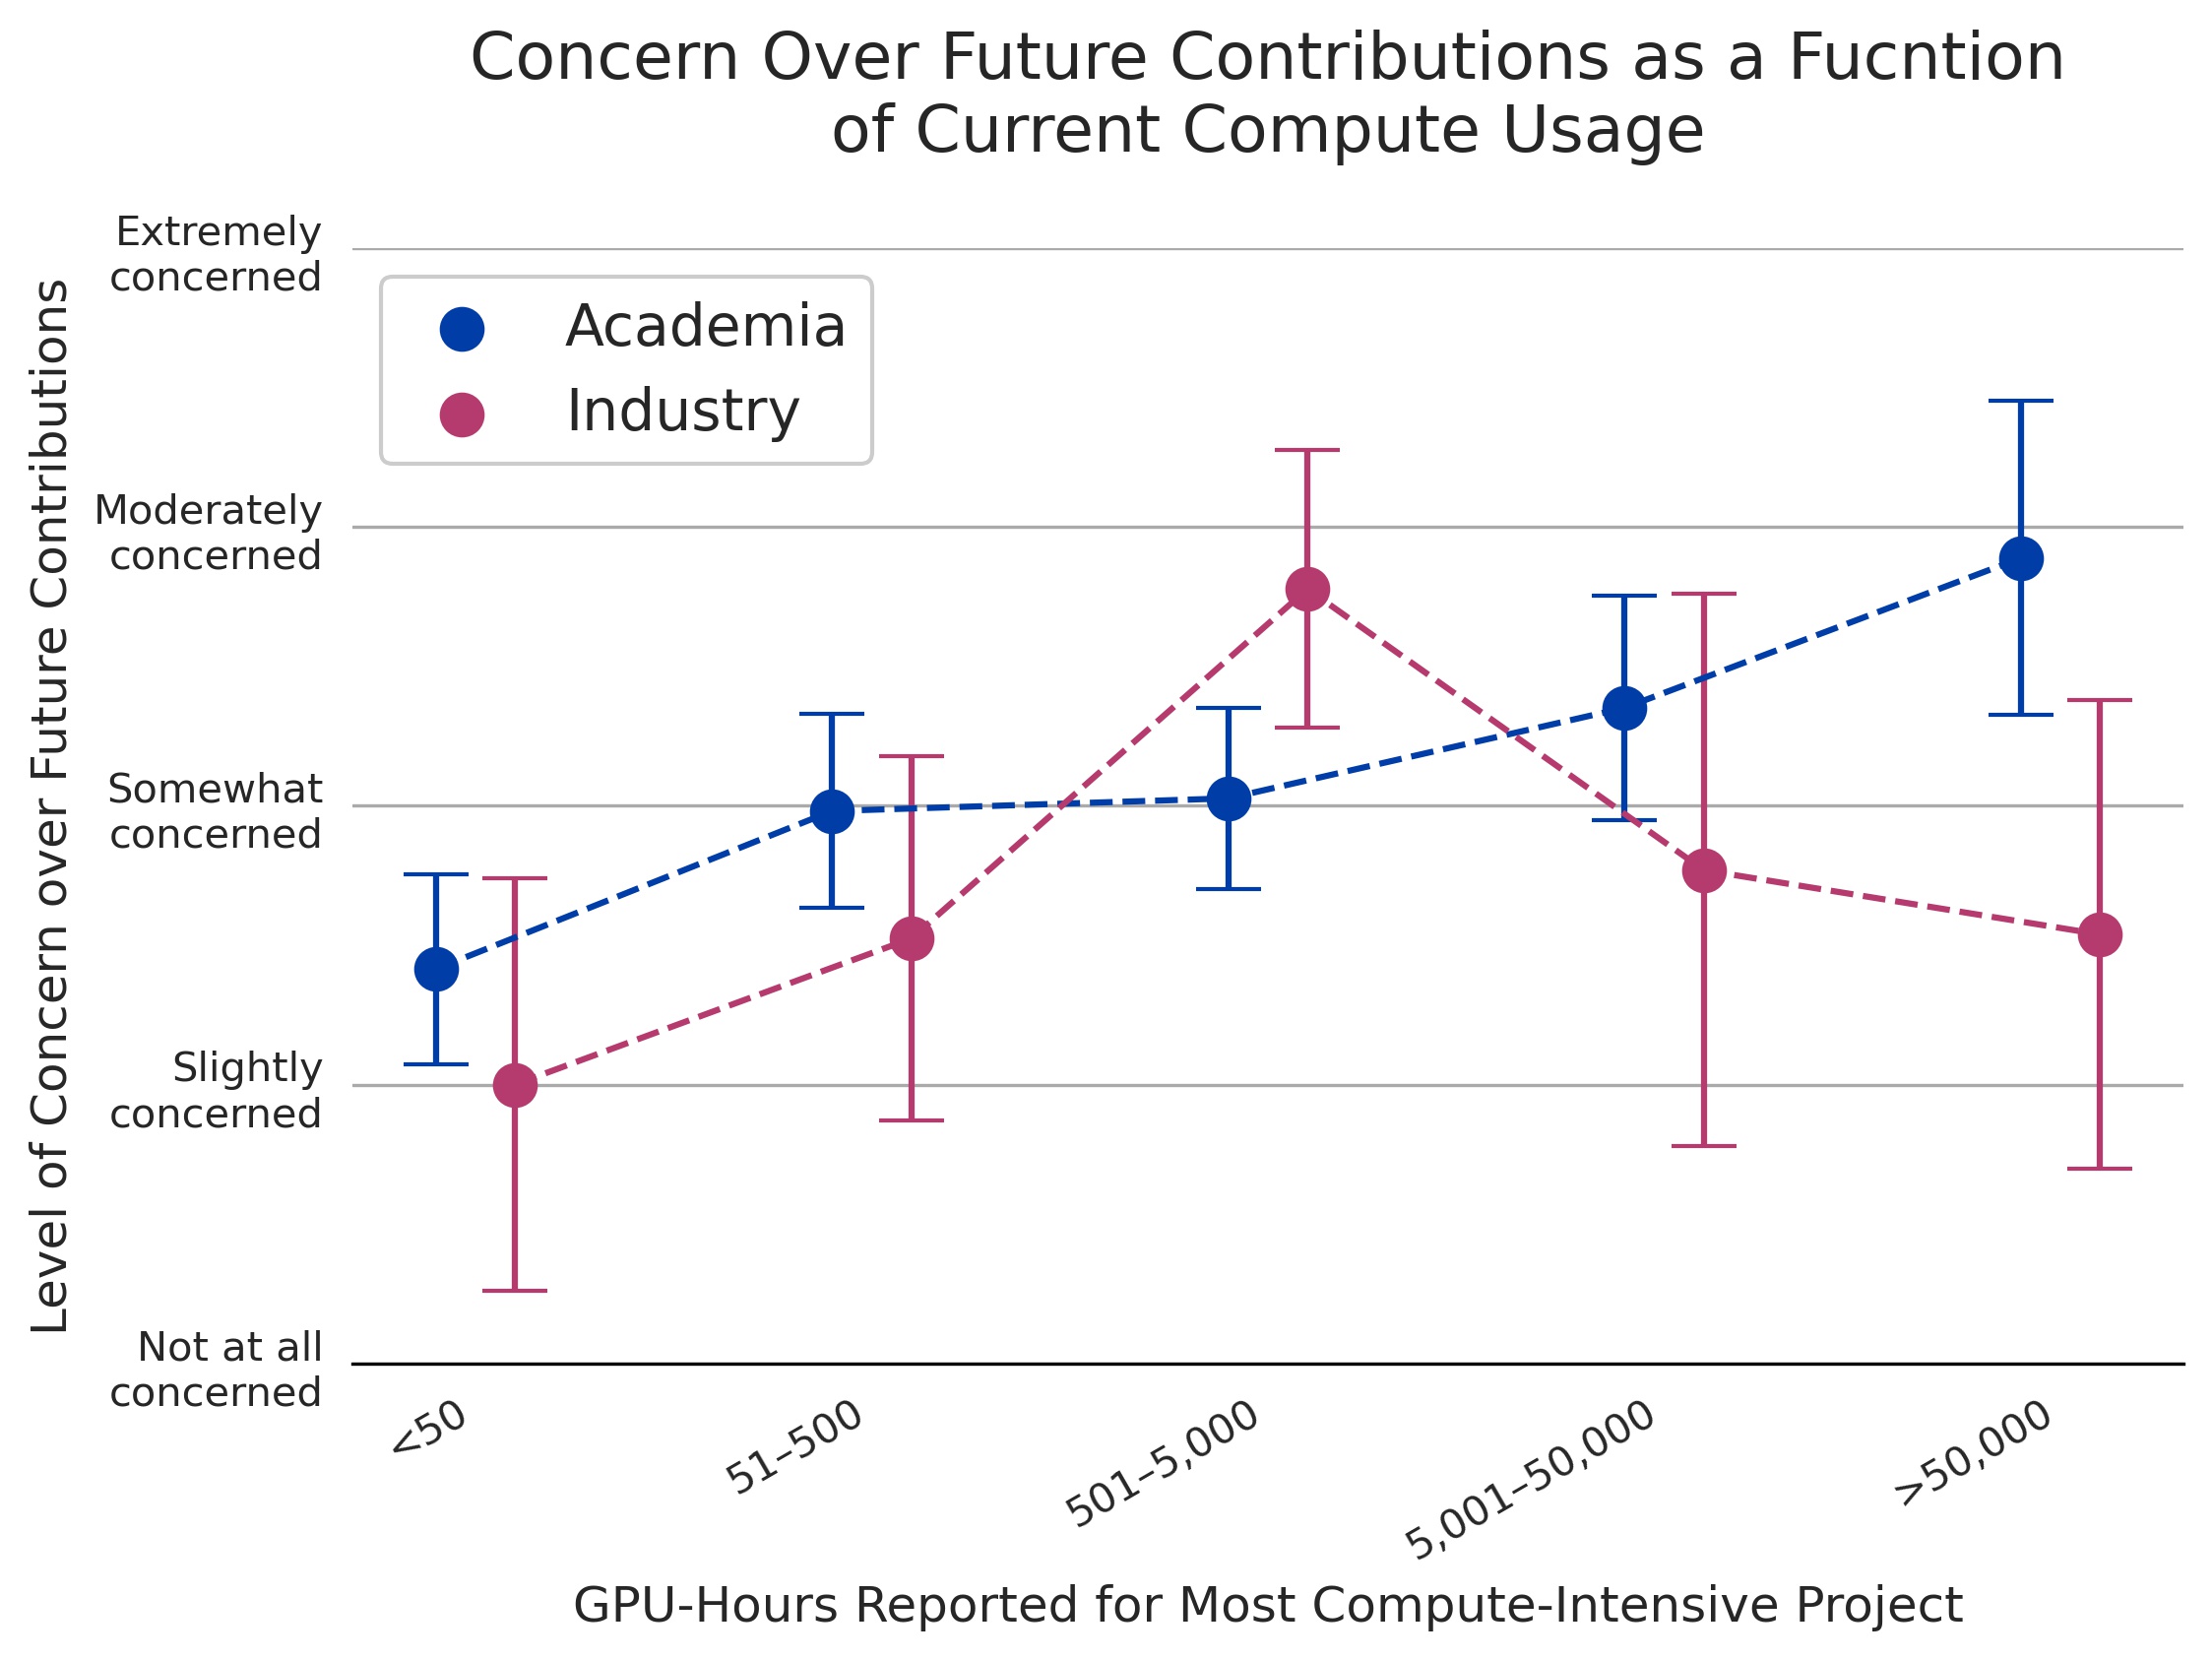 Concern Over Future Contributions as a Fucntion
of Current Compute Usage
Extremely
concerned
Moderately
concerned
Somewhat
concerned
Slightly
concerned
Not at all
concerned
Level of Concern over Future Contributions
Academia
Industry
<50
51–500
501–5,000
5,001–50,000
>50,000
GPU-Hours Reported for Most Compute-Intensive Project